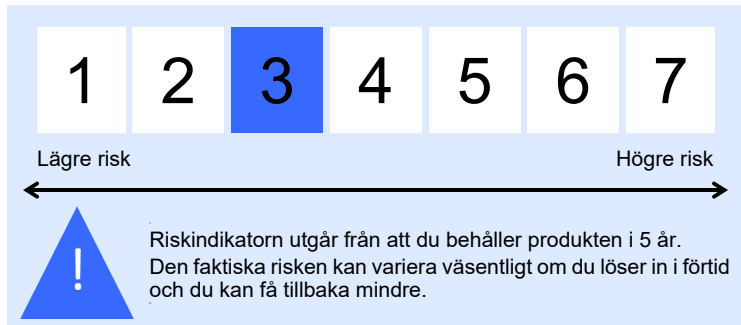 1 2 3 4 5 6 7
Lägre risk Högre risk
!
Riskindikatorn utgår från att du behåller produkten i 5 år.
Den faktiska risken kan variera väsentligt om du löser in i förtid
och du kan få tillbaka mindre.